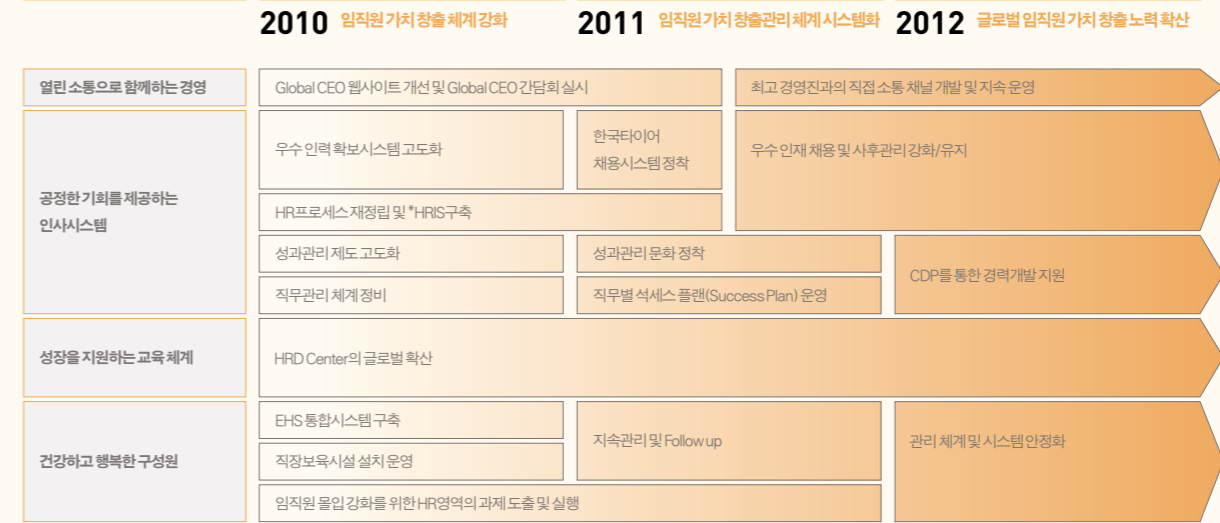 2010 임직원 가치 창출 체계 강화
2011 임직원 가치 창출관리 체계 시스템화
2012 글로벌 임직원 가치 창출 노력 확산
열린 소통으로 함께하는 경영
Global CEO 웹사이트 개선 및 Global CEO 간담회 실시
최고 경영진과의 직접 소통 채널 개발 및 지속 운영
공정한 기회를 제공하는
인사시스템
우수 인력 확보시스템 고도화
한국타이어
채용시스템 정착
우수 인재 채용 및 사후관리 강화/유지
HR프로세스 재정립 및 *HRIS구축
성과관리 제도 고도화
성과관리 문화 정착
CDP를 통한 경력개발 지원
직무관리 체계 정비
직무별 석세스 플랜(Success Plan) 운영
성장을 지원하는 교육 체계
HRD Center의 글로벌 확산
건강하고 행복한 구성원
EHS 통합시스템 구축
지속관리 및 Follow up
관리 체계 및 시스템 안정화
직장보육시설 설치 운영
임직원 몰입 강화를 위한 HR영역의 과제 도출 및 실행